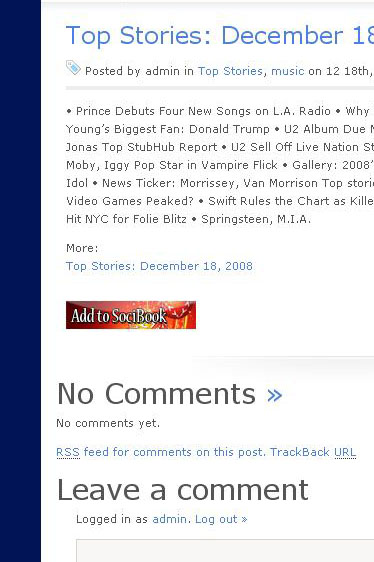 Top Stories: December 18
Posted by admin in Top Stories, music on 12 18th,
• Prince Debuts Four New Songs on L.A. Radio • Why
Young's Biggest Fan: Donald Trump • U2 Album Due
Jonas Top StubHub Report • U2 Sell Off Live Nation
Moby, Iggy Pop Star in Vampire Flick • Gallery: 2008'
Idol • News Ticker: Morrissey, Van Morrison Top
Video Games Peaked? • Swift Rules the Chart as
Hit NYC for Folie Blitz • Springsteen, M.I.A.
More:
Top Stories: December 18, 2008
Add to SociBook
No Comments »
No comments yet.
RSS feed for comments on this post. TrackBack URL
Leave a comment
Logged in as admin. Log out »